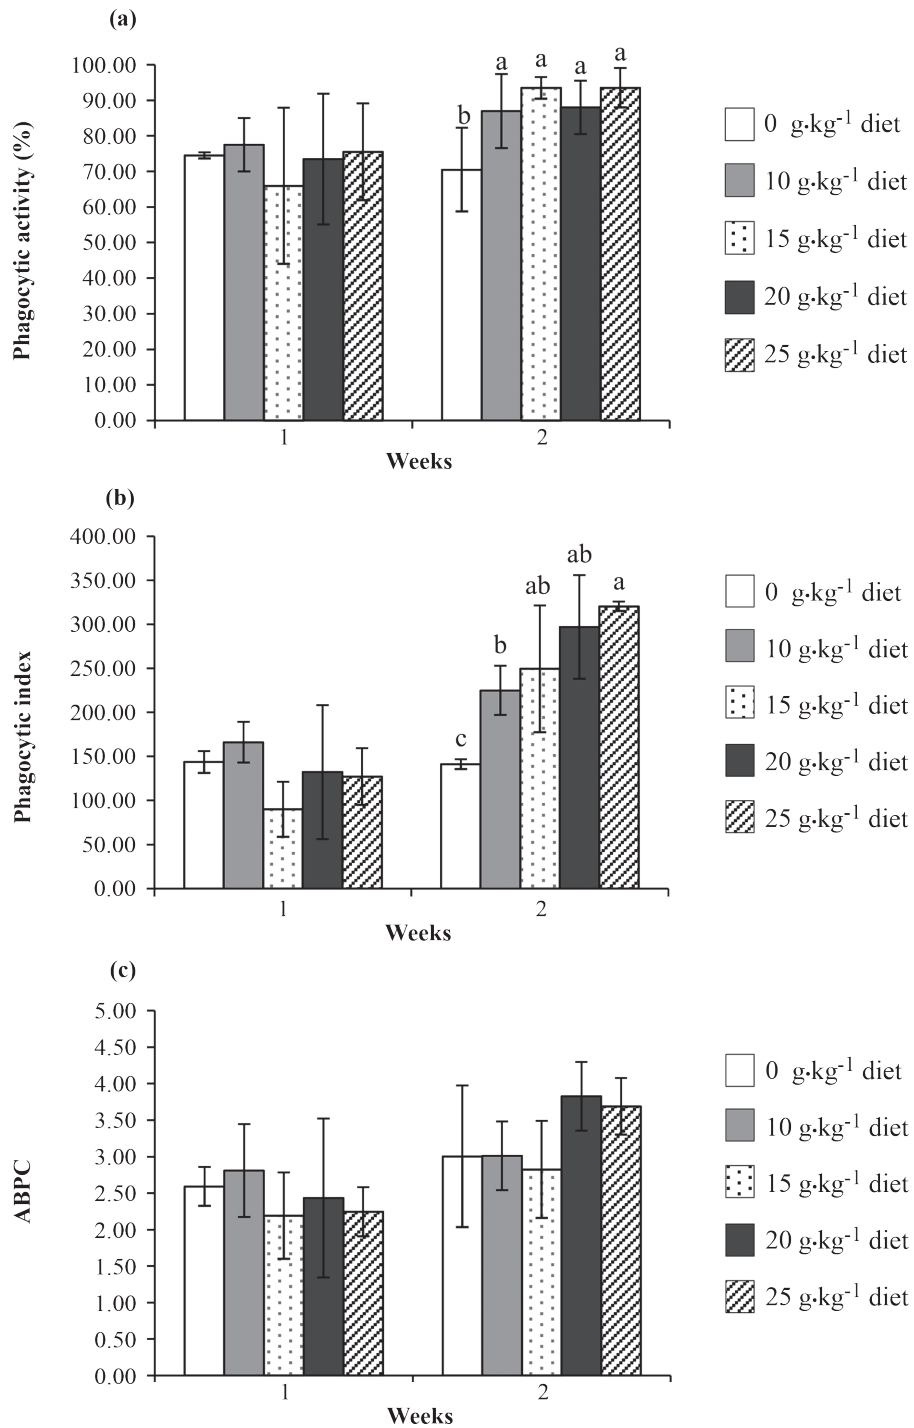 (a)
100.00
90.00
80.00
70.00
60.00
50.00
40.00
30.00
20.00
10.00
0.00
Phagocytic activity (%)
b
a
a
a
a
1
2
Weeks
0 g·kg⁻¹ diet
10 g·kg⁻¹ diet
15 g·kg⁻¹ diet
20 g·kg⁻¹ diet
25 g·kg⁻¹ diet
(b)
400.00
350.00
300.00
250.00
200.00
150.00
100.00
50.00
0.00
Phagocytic index
c
b
ab
ab
a
1
2
Weeks
0 g·kg⁻¹ diet
10 g·kg⁻¹ diet
15 g·kg⁻¹ diet
20 g·kg⁻¹ diet
25 g·kg⁻¹ diet
(c)
5.00
4.50
4.00
3.50
3.00
2.50
2.00
1.50
1.00
0.50
0.00
ABPC
1
2
Weeks
0 g·kg⁻¹ diet
10 g·kg⁻¹ diet
15 g·kg⁻¹ diet
20 g·kg⁻¹ diet
25 g·kg⁻¹ diet